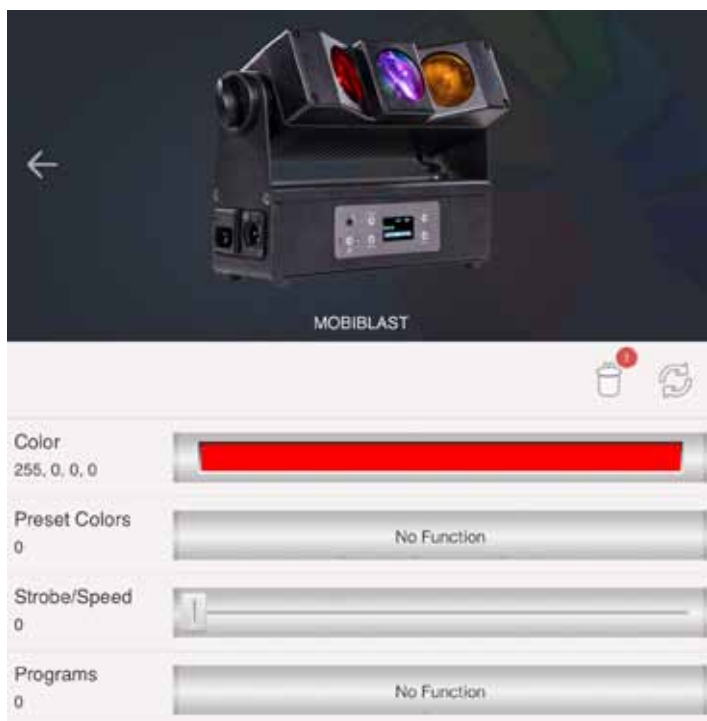 MOBIBLAST
Color
255, 0, 0, 0
Preset Colors
0
No Function
Strobe/Speed
0
Programs
0
No Function